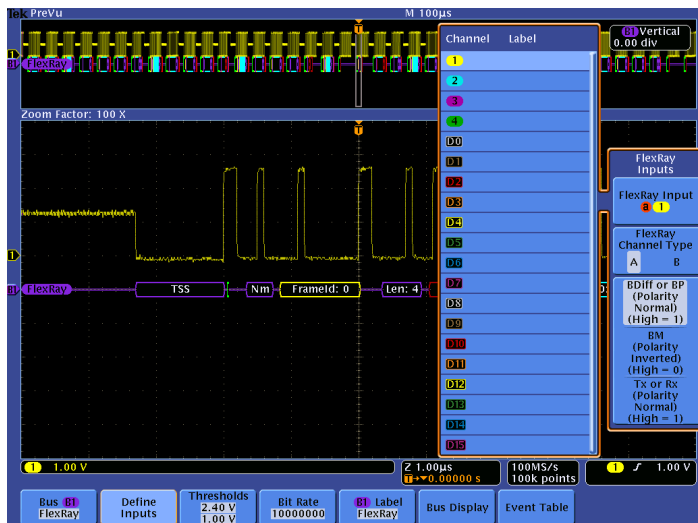 Tek PreVu
M 100µs
B1 Vertical
0.00 div
T
1
B1 FlexRay
Zoom Factor: 100 X
T
1
B1 FlexRay
TSS
Nm
FrameId: 0
Len: 4
Channel Label
1
2
3
4
D0
D1
D2
D3
D4
D5
D6
D7
D8
D9
D10
D11
D12
D13
D14
D15
FlexRay
Inputs
FlexRay Input
a 1
FlexRay
Channel Type
A B
BDiff or BP
(Polarity
Normal)
(High = 1)
BM
(Polarity
Inverted)
(High = 0)
Tx or Rx
(Polarity
Normal)
(High = 1)
1 1.00 V
Z 1.00µs
T→▼0.00000 s
100MS/s
100k points
1 1.00 V
Bus B1
FlexRay
Define
Inputs
Thresholds
2.40 V
1.00 V
Bit Rate
10000000
B1 Label
FlexRay
Bus Display
Event Table